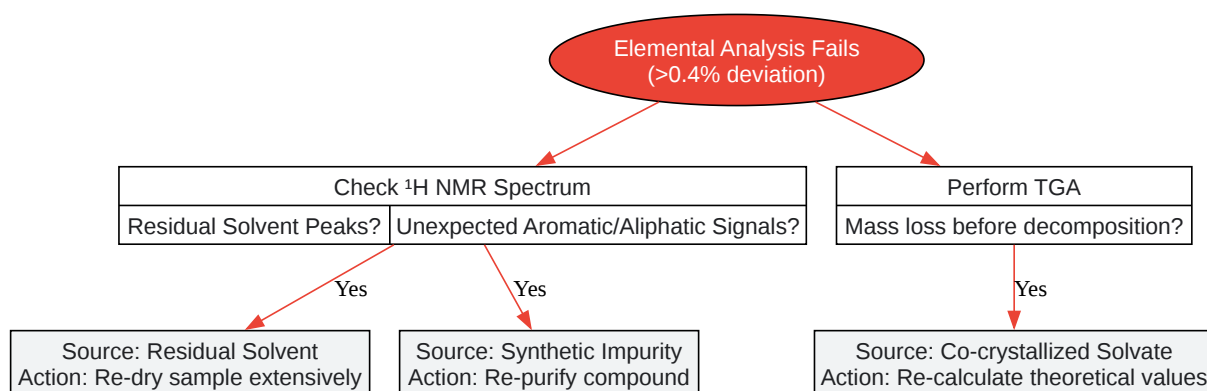 Elemental Analysis Fails
(>0.4% deviation)
Check ¹H NMR Spectrum
Residual Solvent Peaks?
Unexpected Aromatic/Aliphatic Signals?
Perform TGA
Mass loss before decomposition?
Yes
Yes
Yes
Source: Residual Solvent
Action: Re-dry sample extensively
Source: Synthetic Impurity
Action: Re-purify compound
Source: Co-crystallized Solvate
Action: Re-calculate theoretical values